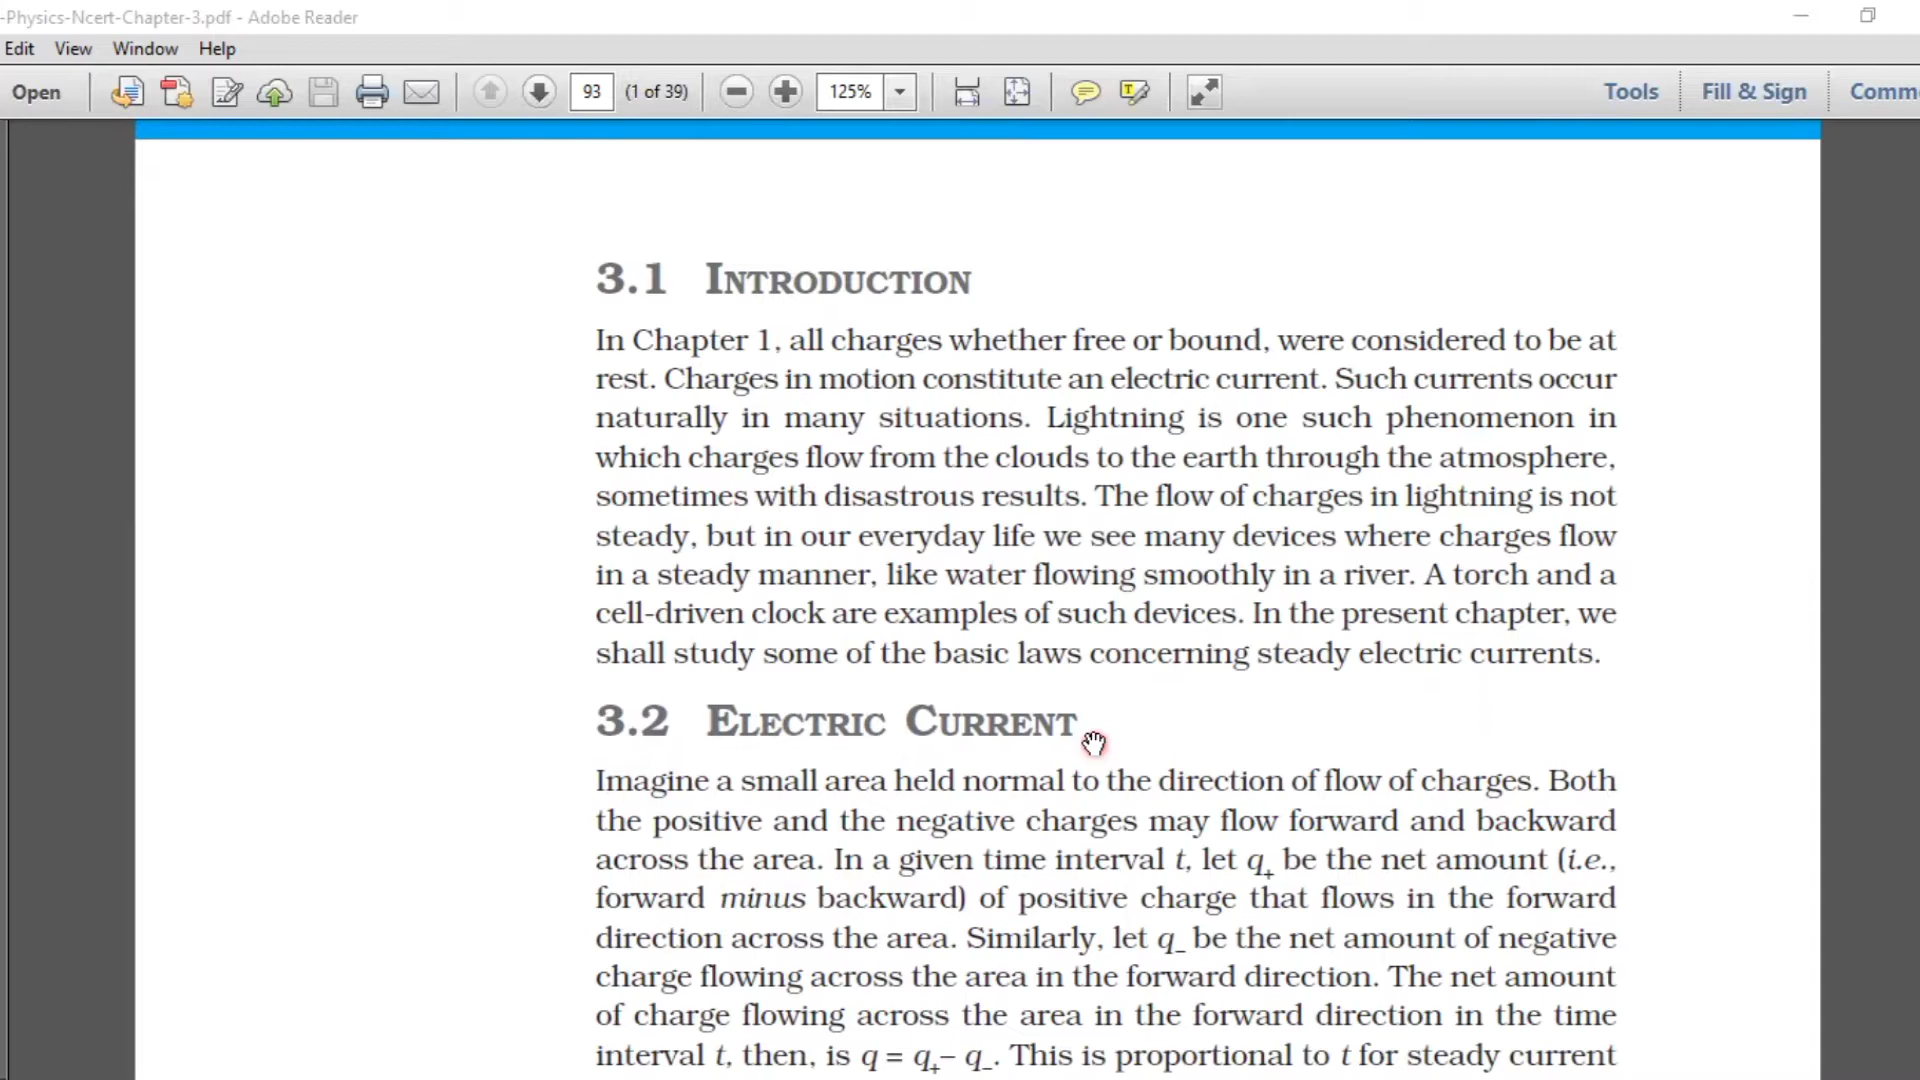 -Physics-Ncert-Chapter-3.pdf - Adobe Reader
Edit View Window Help
Open 93 (1 of 39) 125% Tools Fill & Sign Comm
3.1 INTRODUCTION
In Chapter 1, all charges whether free or bound, were considered to be at
rest. Charges in motion constitute an electric current. Such currents occur
naturally in many situations. Lightning is one such phenomenon in
which charges flow from the clouds to the earth through the atmosphere,
sometimes with disastrous results. The flow of charges in lightning is not
steady, but in our everyday life we see many devices where charges flow
in a steady manner, like water flowing smoothly in a river. A torch and a
cell-driven clock are examples of such devices. In the present chapter, we
shall study some of the basic laws concerning steady electric currents.
3.2 ELECTRIC CURRENT
Imagine a small area held normal to the direction of flow of charges. Both
the positive and the negative charges may flow forward and backward
across the area. In a given time interval t, let q₊ be the net amount (i.e.,
forward minus backward) of positive charge that flows in the forward
direction across the area. Similarly, let q₋ be the net amount of negative
charge flowing across the area in the forward direction. The net amount
of charge flowing across the area in the forward direction in the time
interval t, then, is q = q₊– q₋. This is proportional to t for steady current